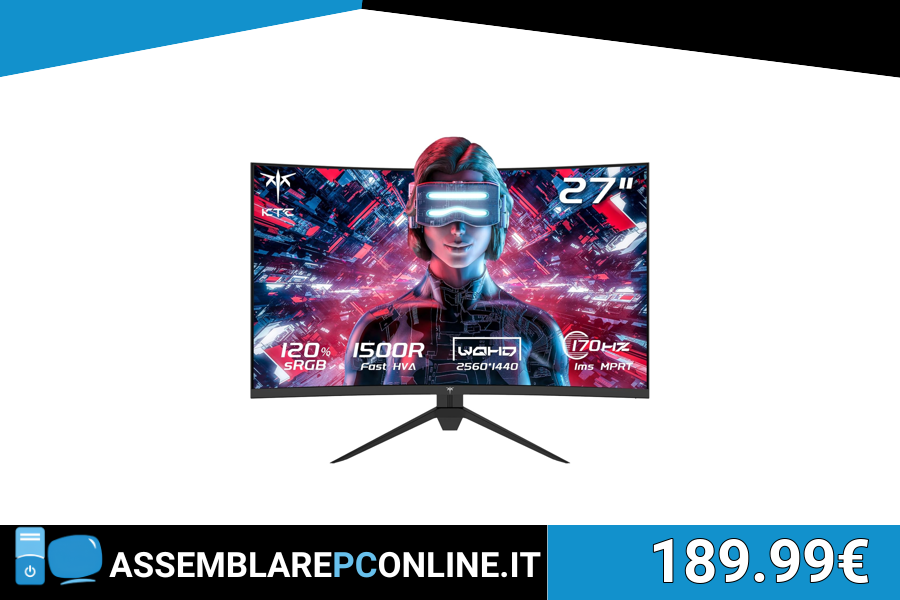 KTC
27"
120% sRGB
1500R Fast HVA
WQHD 2560*1440
170Hz 1ms MPRT
ASSEMBLAREPCONLINE.IT
189.99€